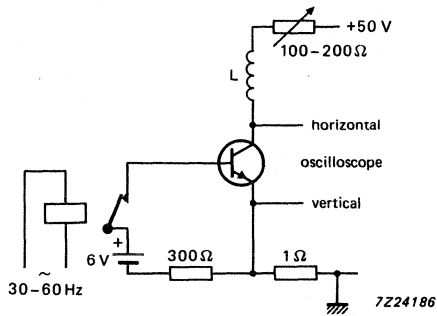 +50 V
100–200Ω
L
horizontal
oscilloscope
vertical
+
6 V
300Ω
1Ω
~
30–60 Hz
7Z24186